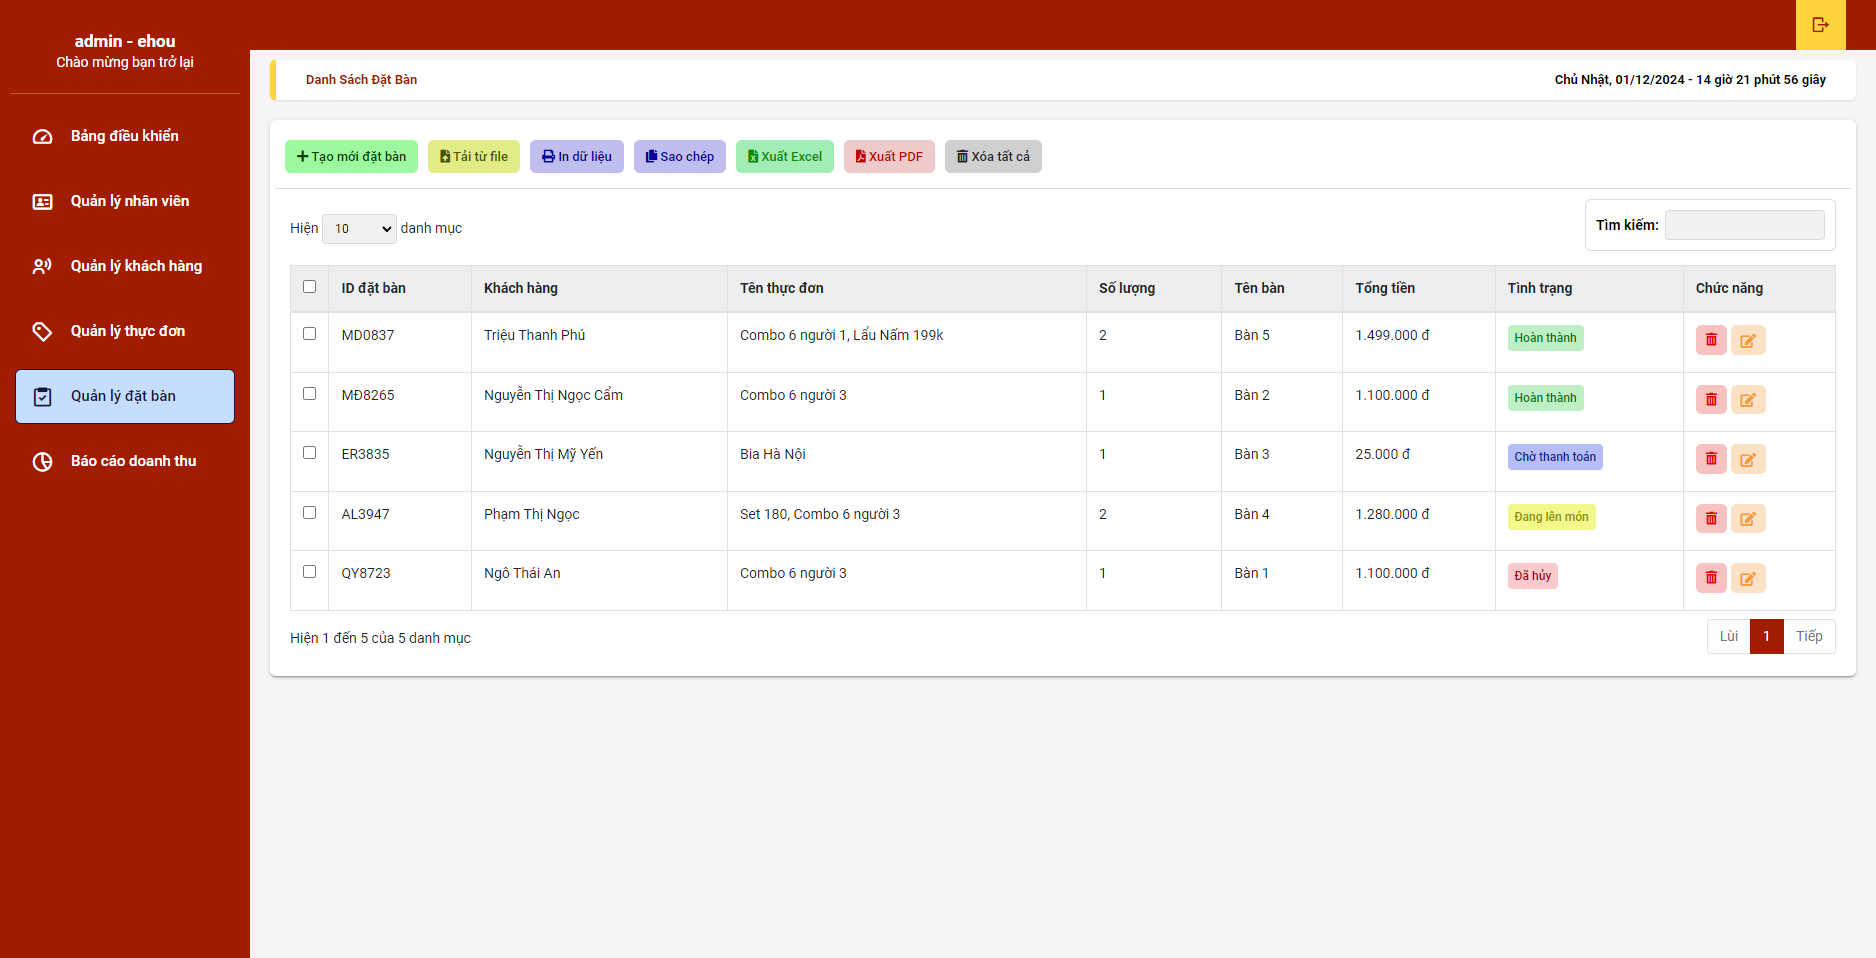 admin - ehou
Chào mừng bạn trở lại
Bảng điều khiển
Quản lý nhân viên
Quản lý khách hàng
Quản lý thực đơn
Quản lý đặt bàn
Báo cáo doanh thu
Danh Sách Đặt Bàn
Chủ Nhật, 01/12/2024 - 14 giờ 21 phút 56 giây
Tạo mới đặt bàn Tải từ file In dữ liệu Sao chép Xuất Excel Xuất PDF Xóa tất cả
Hiện 10 danh mục
Tìm kiếm:
ID đặt bàn Khách hàng Tên thực đơn Số lượng Tên bàn Tổng tiền Tình trạng Chức năng
MD0837 Triệu Thanh Phú Combo 6 người 1, Lẩu Nấm 199k 2 Bàn 5 1.499.000 đ Hoàn thành
MĐ8265 Nguyễn Thị Ngọc Cẩm Combo 6 người 3 1 Bàn 2 1.100.000 đ Hoàn thành
ER3835 Nguyễn Thị Mỹ Yến Bia Hà Nội 1 Bàn 3 25.000 đ Chờ thanh toán
AL3947 Phạm Thị Ngọc Set 180, Combo 6 người 3 2 Bàn 4 1.280.000 đ Đang lên món
QY8723 Ngô Thái An Combo 6 người 3 1 Bàn 1 1.100.000 đ Đã hủy
Hiện 1 đến 5 của 5 danh mục
Lùi 1 Tiếp